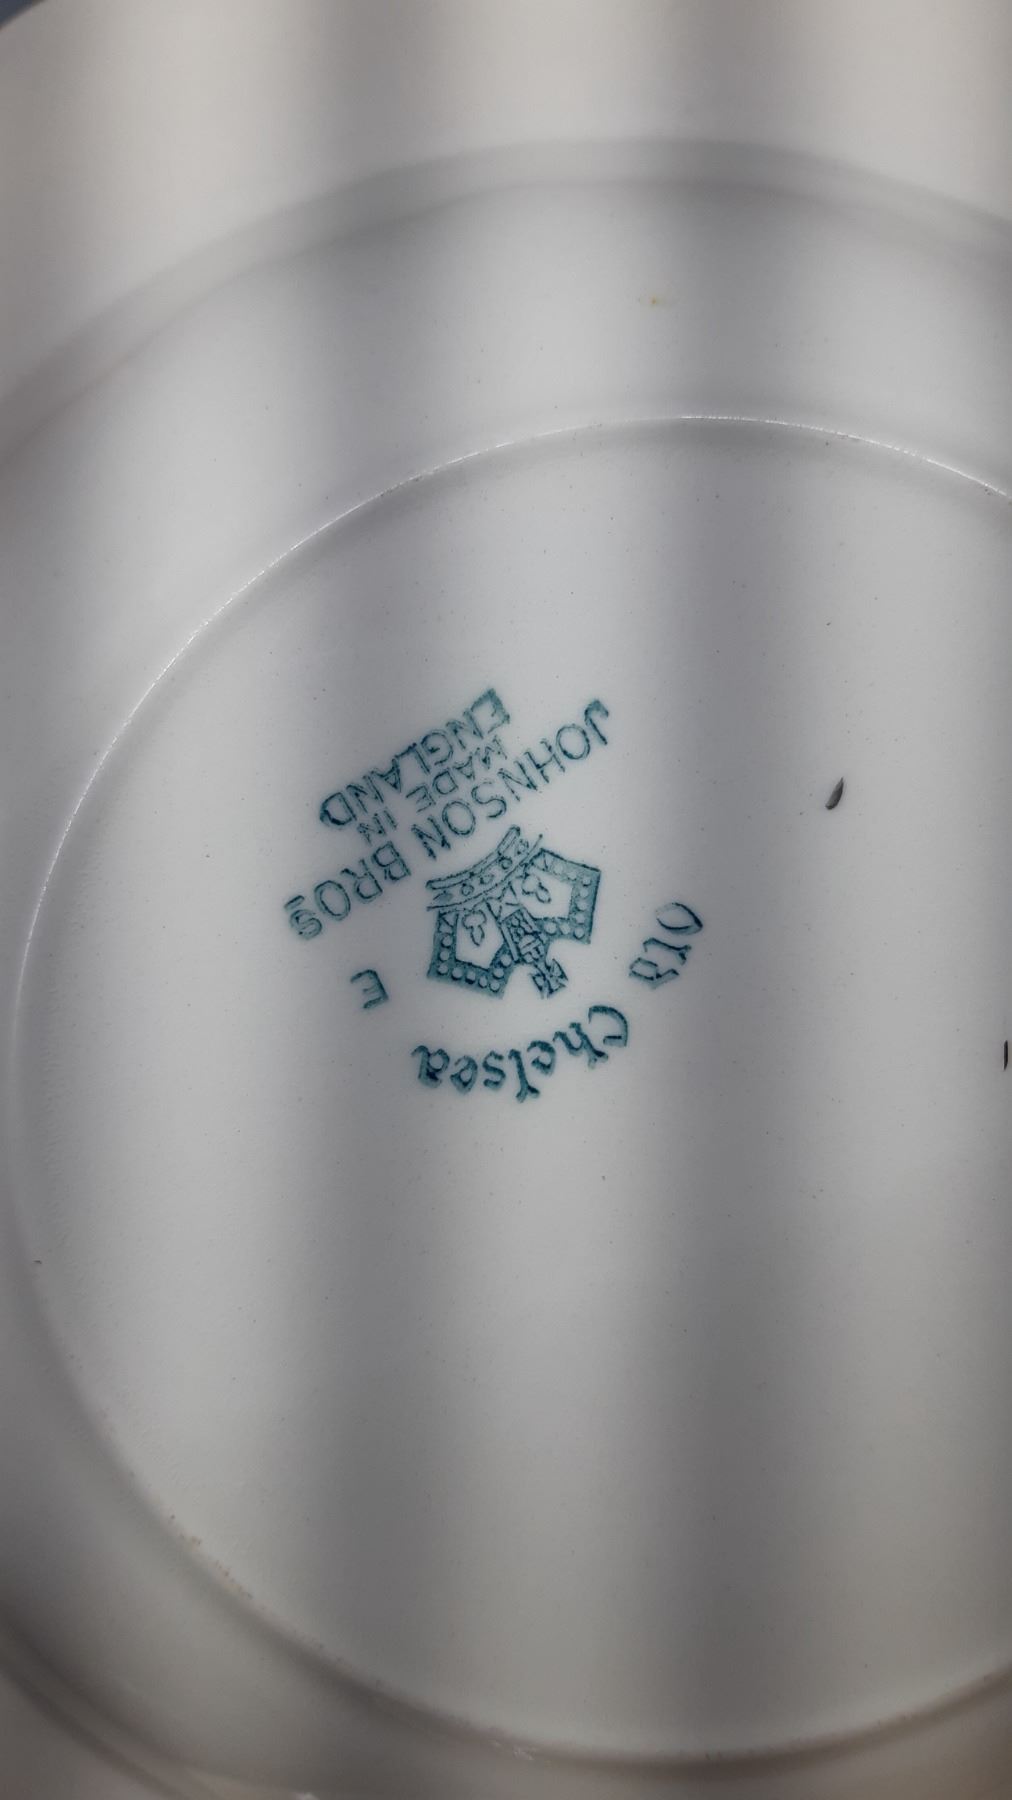 Old Chelsea
E
JOHNSON BROS
MADE
IN
ENGLAND